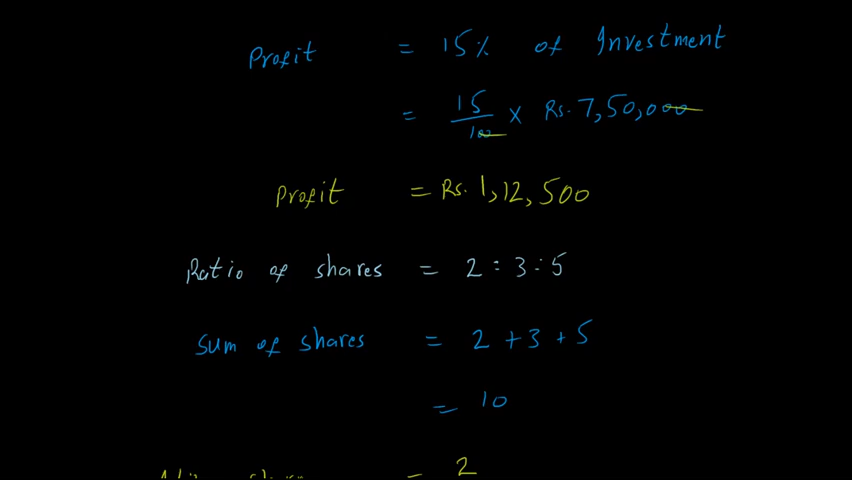 Profit = 15% of Investment
= 15/100 × Rs. 7,50,000
Profit = Rs. 1,12,500
Ratio of shares = 2 : 3 : 5
Sum of shares = 2 + 3 + 5
= 10
= 2